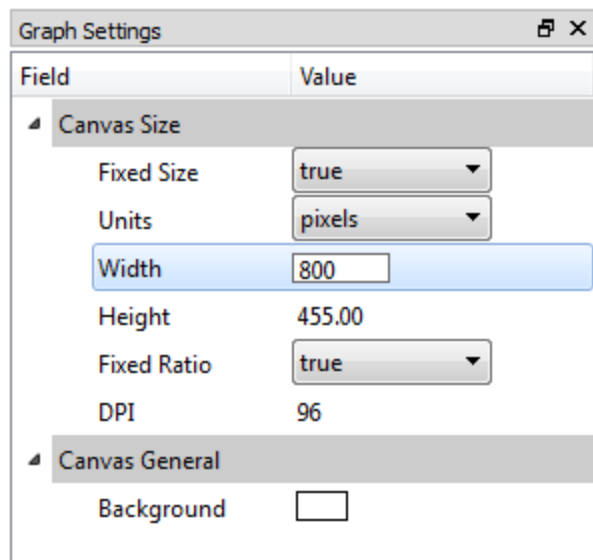 Graph Settings
Field Value
Canvas Size
Fixed Size true
Units pixels
Width 800
Height 455.00
Fixed Ratio true
DPI 96
Canvas General
Background